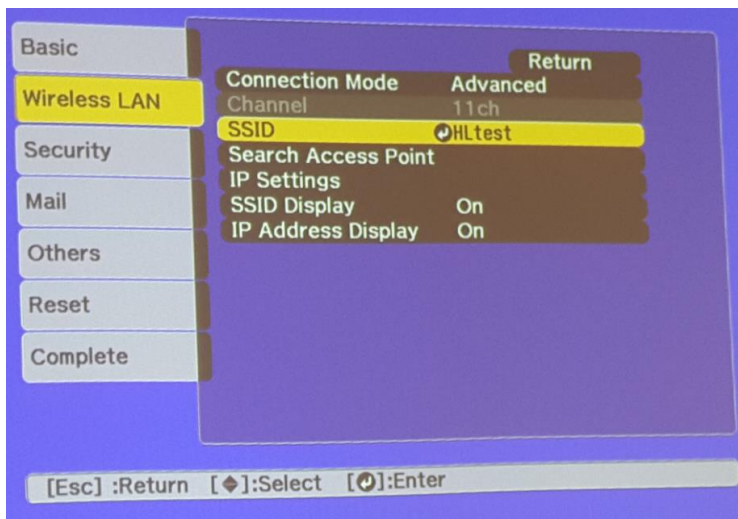 Basic
Wireless LAN
Security
Mail
Others
Reset
Complete
Return
Connection Mode Advanced
Channel 11ch
SSID HLtest
Search Access Point
IP Settings
SSID Display On
IP Address Display On
[Esc] :Return [◆]:Select [⏎]:Enter